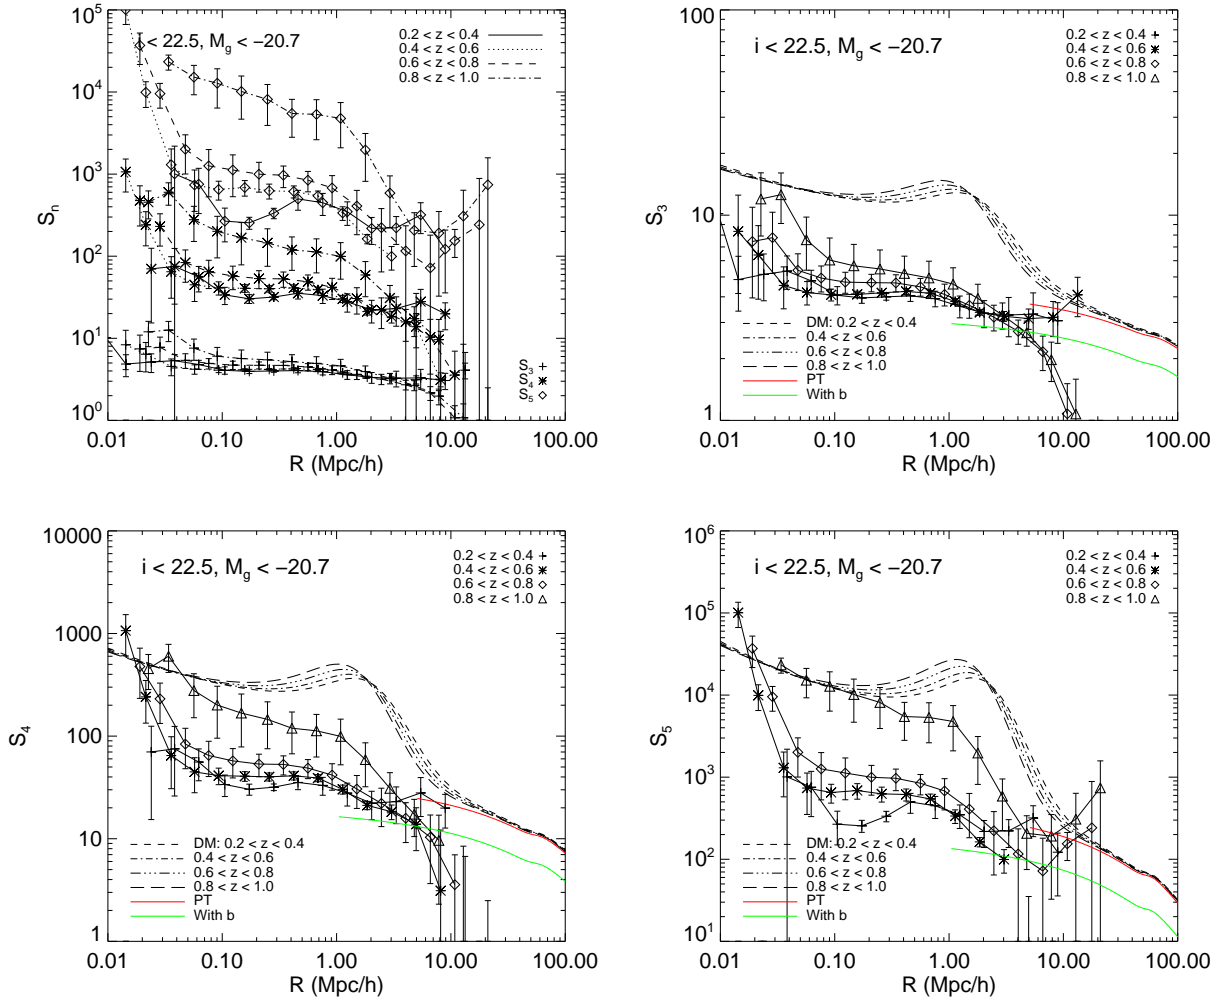 < 22.5, M_g < −20.7
0.2 < z < 0.4
0.4 < z < 0.6
0.6 < z < 0.8
0.8 < z < 1.0
S_n
10^5
10^4
10^3
10^2
10^1
10^0
S_3 +
S_4
S_5
0.01 0.10 1.00 10.00 100.00
R (Mpc/h)
i < 22.5, M_g < −20.7
0.2 < z < 0.4
0.4 < z < 0.6
0.6 < z < 0.8
0.8 < z < 1.0
S_3
100
10
1
DM: 0.2 < z < 0.4
0.4 < z < 0.6
0.6 < z < 0.8
0.8 < z < 1.0
PT
With b
0.01 0.10 1.00 10.00 100.00
R (Mpc/h)
i < 22.5, M_g < −20.7
0.2 < z < 0.4
0.4 < z < 0.6
0.6 < z < 0.8
0.8 < z < 1.0
S_4
10000
1000
100
10
1
DM: 0.2 < z < 0.4
0.4 < z < 0.6
0.6 < z < 0.8
0.8 < z < 1.0
PT
With b
0.01 0.10 1.00 10.00 100.00
R (Mpc/h)
i < 22.5, M_g < −20.7
0.2 < z < 0.4
0.4 < z < 0.6
0.6 < z < 0.8
0.8 < z < 1.0
S_5
10^6
10^5
10^4
10^3
10^2
10^1
DM: 0.2 < z < 0.4
0.4 < z < 0.6
0.6 < z < 0.8
0.8 < z < 1.0
PT
With b
0.01 0.10 1.00 10.00 100.00
R (Mpc/h)